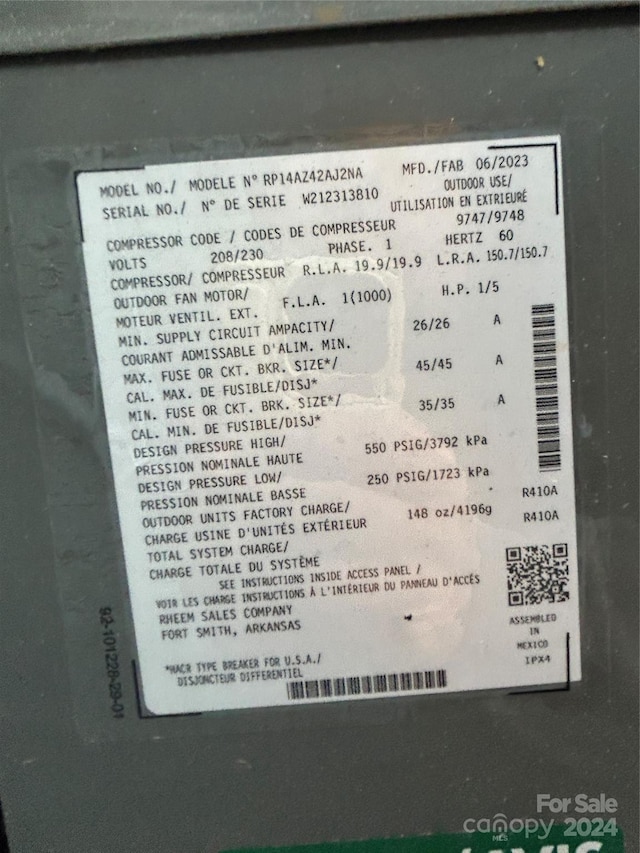 MODEL NO./ MODELE N° RP14AZ42AJ2NA MFD./FAB 06/2023
SERIAL NO./ N° DE SERIE W212313810 OUTDOOR USE/
UTILISATION EN EXTRIEURÉ
COMPRESSOR CODE / CODES DE COMPRESSEUR 9747/9748
VOLTS 208/230 PHASE. 1 HERTZ 60
COMPRESSOR/ COMPRESSEUR R.L.A. 19.9/19.9 L.R.A. 150.7/150.7
OUTDOOR FAN MOTOR/
MOTEUR VENTIL. EXT. F.L.A. 1(1000) H.P. 1/5
MIN. SUPPLY CIRCUIT AMPACITY/ 26/26 A
COURANT ADMISSABLE D'ALIM. MIN.
MAX. FUSE OR CKT. BKR. SIZE*/ 45/45 A
CAL. MAX. DE FUSIBLE/DISJ*
MIN. FUSE OR CKT. BRK. SIZE*/ 35/35 A
CAL. MIN. DE FUSIBLE/DISJ*
DESIGN PRESSURE HIGH/ 550 PSIG/3792 kPa
PRESSION NOMINALE HAUTE
DESIGN PRESSURE LOW/ 250 PSIG/1723 kPa
PRESSION NOMINALE BASSE
OUTDOOR UNITS FACTORY CHARGE/ 148 oz/4196g R410A
CHARGE USINE D'UNITÉS EXTÉRIEUR
TOTAL SYSTEM CHARGE/ R410A
CHARGE TOTALE DU SYSTÈME
SEE INSTRUCTIONS INSIDE ACCESS PANEL /
VOIR LES CHARGE INSTRUCTIONS À L'INTÉRIEUR DU PANNEAU D'ACCÈS
RHEEM SALES COMPANY
FORT SMITH, ARKANSAS
ASSEMBLED
IN
MEXICO
IPX4
*HACR TYPE BREAKER FOR U.S.A./
DISJONCTEUR DIFFERENTIEL
92-101228-29-01
For Sale
canopy 2024
MLS